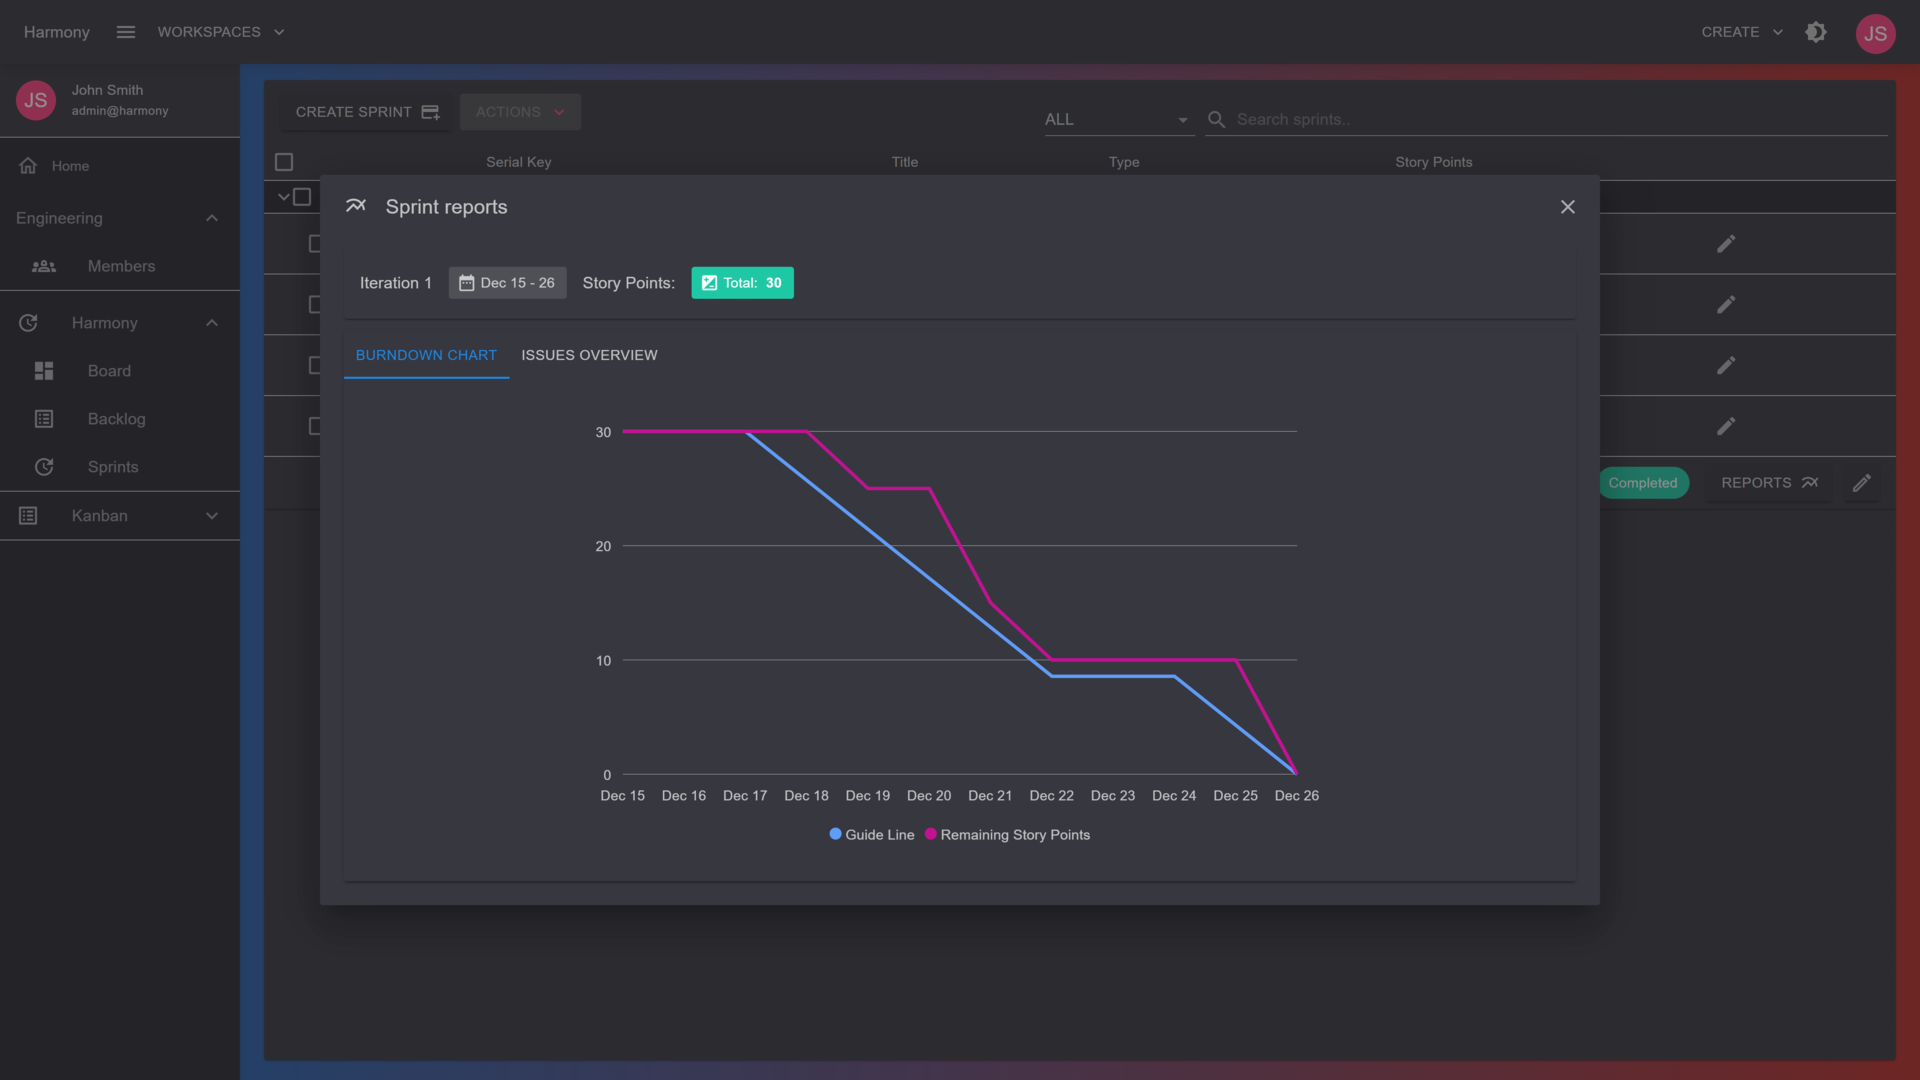 Harmony
WORKSPACES
CREATE
JS
JS
John Smith
admin@harmony
Home
Engineering
Members
Harmony
Board
Backlog
Sprints
Kanban
CREATE SPRINT
ACTIONS
ALL
Search sprints..
Serial Key
Title
Type
Story Points
Sprint reports
Iteration 1
Dec 15 - 26
Story Points:
Total: 30
BURNDOWN CHART
ISSUES OVERVIEW
30
20
10
0
Dec 15 Dec 16 Dec 17 Dec 18 Dec 19 Dec 20 Dec 21 Dec 22 Dec 23 Dec 24 Dec 25 Dec 26
Guide Line
Remaining Story Points
Completed
REPORTS